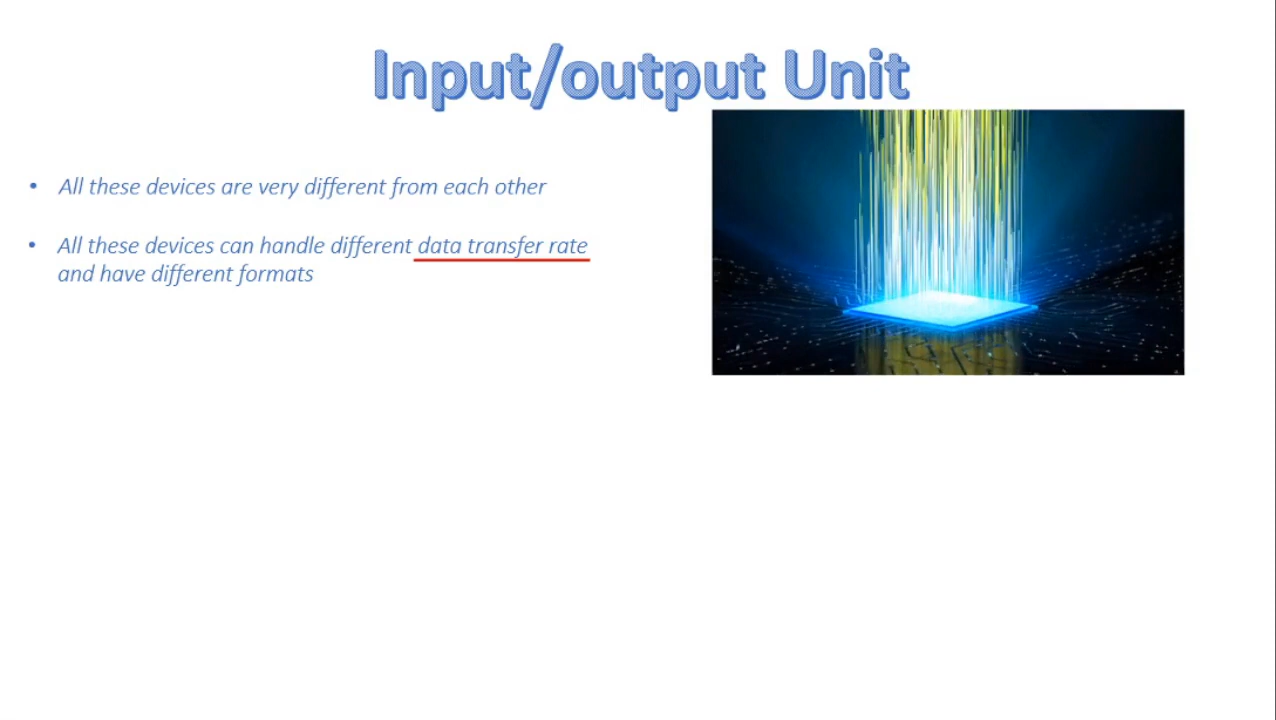 Input/output Unit
• All these devices are very different from each other
• All these devices can handle different data transfer rate
and have different formats